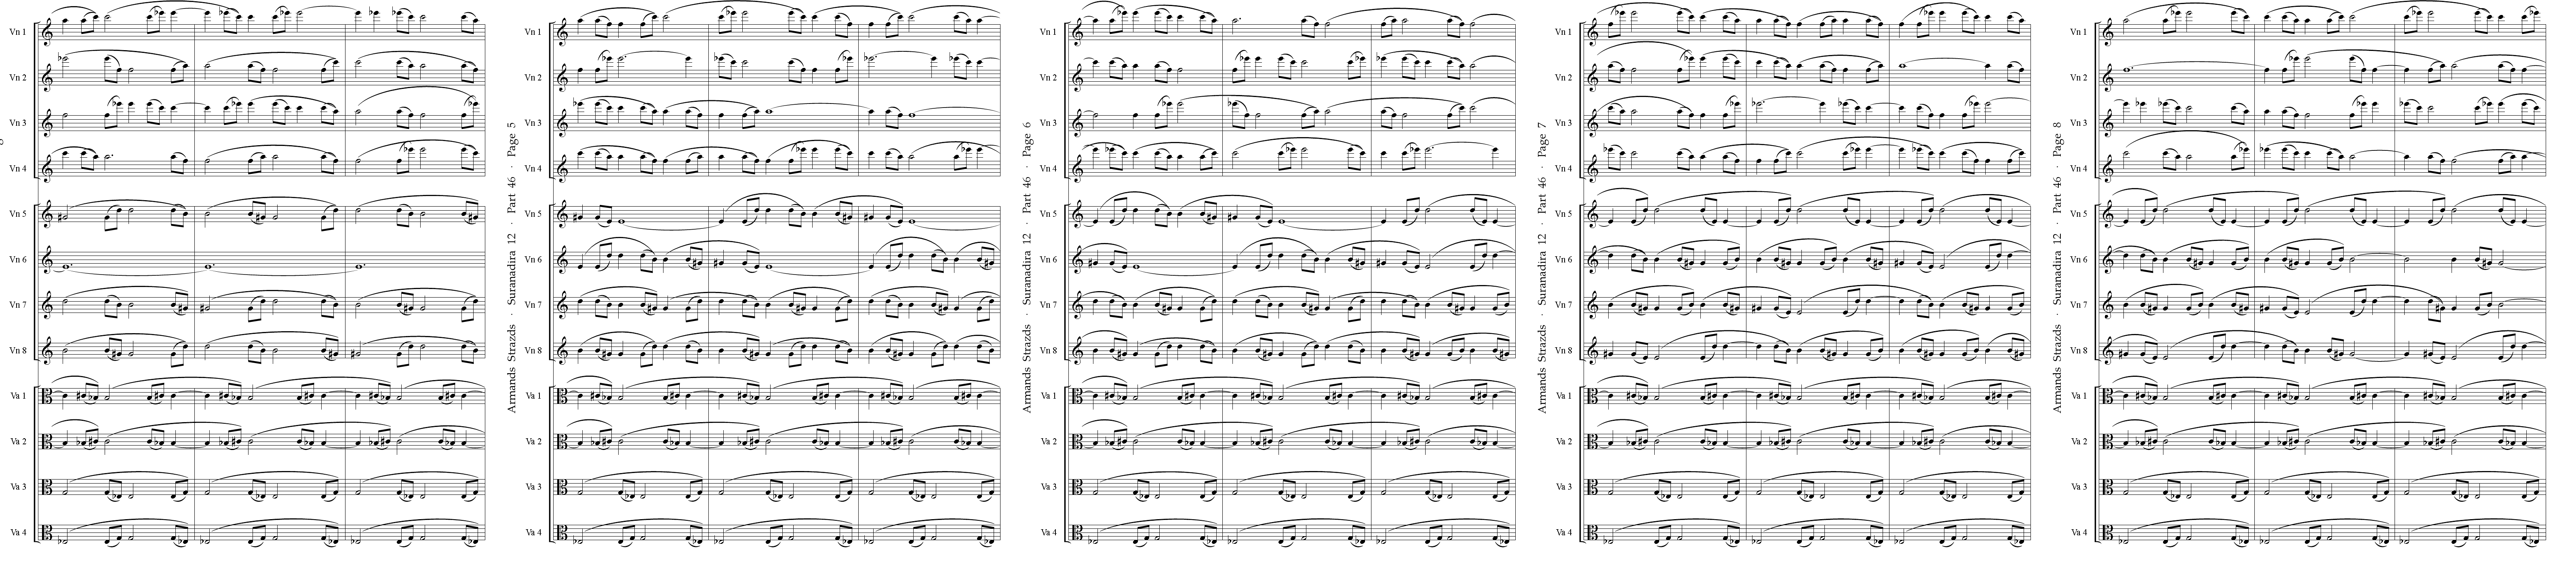 Vn 1
Vn 2
Vn 3
Vn 4
Vn 5
Vn 6
Vn 7
Vn 8
Va 1
Va 2
Va 3
Va 4
Armands Strazds · Suranadira 12 · Part 46 · Page 5
Vn 1
Vn 2
Vn 3
Vn 4
Vn 5
Vn 6
Vn 7
Vn 8
Va 1
Va 2
Va 3
Va 4
Armands Strazds · Suranadira 12 · Part 46 · Page 6
Vn 1
Vn 2
Vn 3
Vn 4
Vn 5
Vn 6
Vn 7
Vn 8
Va 1
Va 2
Va 3
Va 4
Armands Strazds · Suranadira 12 · Part 46 · Page 7
Vn 1
Vn 2
Vn 3
Vn 4
Vn 5
Vn 6
Vn 7
Vn 8
Va 1
Va 2
Va 3
Va 4
Armands Strazds · Suranadira 12 · Part 46 · Page 8
Vn 1
Vn 2
Vn 3
Vn 4
Vn 5
Vn 6
Vn 7
Vn 8
Va 1
Va 2
Va 3
Va 4